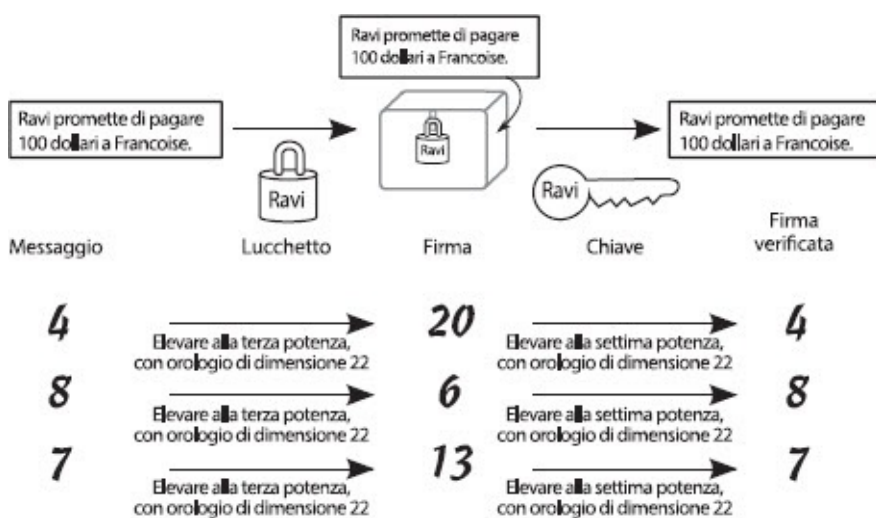 Ravi promette di pagare
100 dollari a Francoise.
Ravi promette di pagare
100 dollari a Francoise.
Ravi promette di pagare
100 dollari a Francoise.
Ravi
Ravi
Ravi
Messaggio
Lucchetto
Firma
Chiave
Firma
verificata
4
Elevare alla terza potenza,
con orologio di dimensione 22
20
Elevare alla settima potenza,
con orologio di dimensione 22
4
8
Elevare alla terza potenza,
con orologio di dimensione 22
6
Elevare alla settima potenza,
con orologio di dimensione 22
8
7
Elevare alla terza potenza,
con orologio di dimensione 22
13
Elevare alla settima potenza,
con orologio di dimensione 22
7